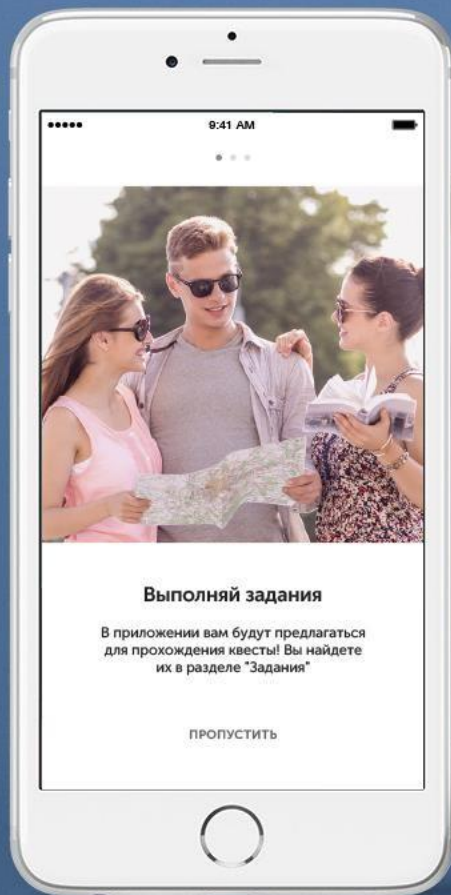 9:41 AM
Выполняй задания
В приложении вам будут предлагаться
для прохождения квесты! Вы найдете
их в разделе "Задания"
ПРОПУСТИТЬ